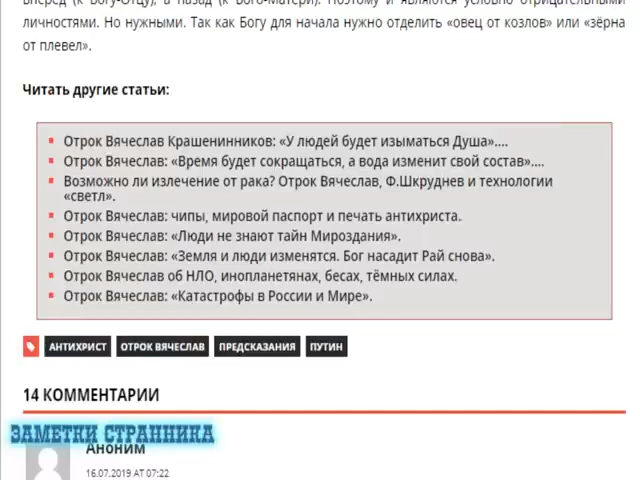 вперёд (к Богу-Отцу), а назад (к Бого-Матери). Поэтому и являются условно отрицательными
личностями. Но нужными. Так как Богу для начала нужно отделить «овец от козлов» или «зёрна
от плевел».
Читать другие статьи:
Отрок Вячеслав Крашенинников: «У людей будет изыматься Душа»....
Отрок Вячеслав: «Время будет сокращаться, а вода изменит свой состав»....
Возможно ли излечение от рака? Отрок Вячеслав, Ф.Шкруднев и технологии
«светл».
Отрок Вячеслав: чипы, мировой паспорт и печать антихриста.
Отрок Вячеслав: «Люди не знают тайн Мироздания».
Отрок Вячеслав: «Земля и люди изменятся. Бог насадит Рай снова».
Отрок Вячеслав об НЛО, инопланетянах, бесах, тёмных силах.
Отрок Вячеслав: «Катастрофы в России и Мире».
АНТИХРИСТ ОТРОК ВЯЧЕСЛАВ ПРЕДСКАЗАНИЯ ПУТИН
14 КОММЕНТАРИИ
ЗАМЕТКИ СТРАННИКА
Аноним
16.07.2019 AT 07:22